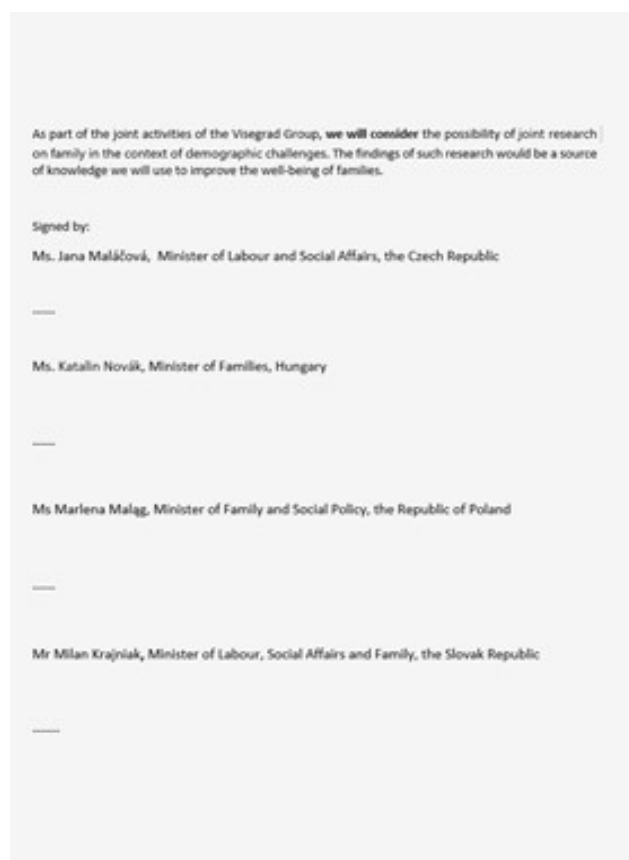 As part of the joint activities of the Visegrad Group, we will consider the possibility of joint research
on family in the context of demographic challenges. The findings of such research would be a source
of knowledge we will use to improve the well-being of families.
Signed by:
Ms. Jana Maláčová,  Minister of Labour and Social Affairs, the Czech Republic
......
Ms. Katalin Novák, Minister of Families, Hungary
......
Ms Marlena Maląg, Minister of Family and Social Policy, the Republic of Poland
......
Mr Milan Krajniak, Minister of Labour, Social Affairs and Family, the Slovak Republic
.......